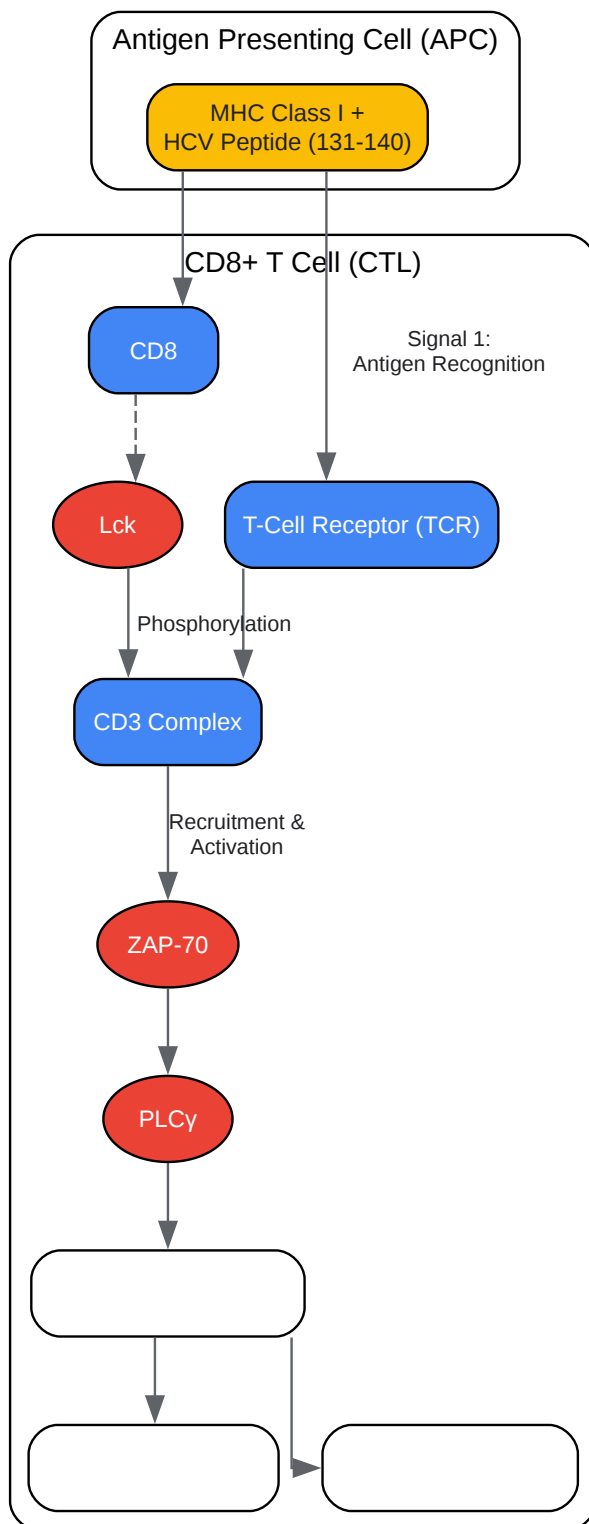 Antigen Presenting Cell (APC)
MHC Class I +
HCV Peptide (131-140)
CD8+ T Cell (CTL)
CD8
Signal 1:
Antigen Recognition
Lck
T-Cell Receptor (TCR)
Phosphorylation
CD3 Complex
Recruitment &
Activation
ZAP-70
PLCγ